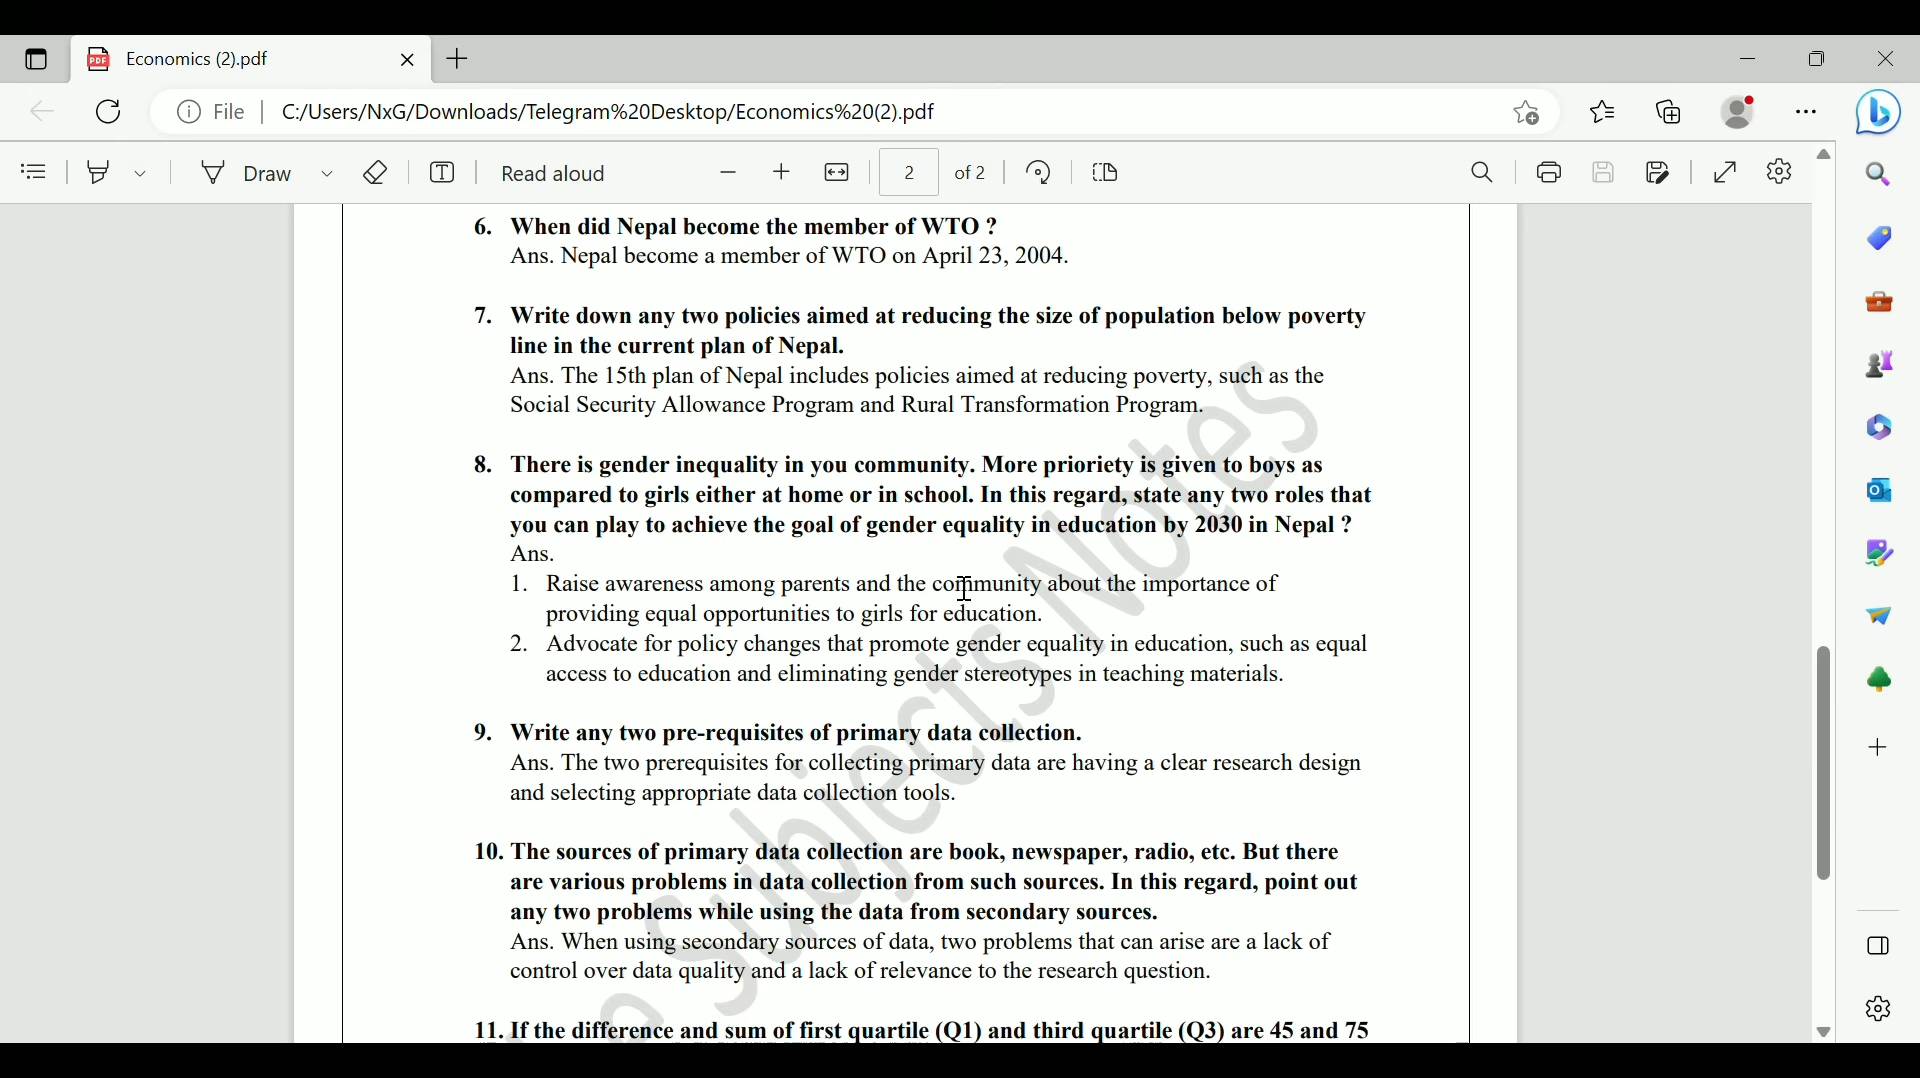 Economics (2).pdf
File C:/Users/NxG/Downloads/Telegram%20Desktop/Economics%20(2).pdf
Draw Read aloud 2 of 2
6. When did Nepal become the member of WTO ?
Ans. Nepal become a member of WTO on April 23, 2004.
7. Write down any two policies aimed at reducing the size of population below poverty
line in the current plan of Nepal.
Ans. The 15th plan of Nepal includes policies aimed at reducing poverty, such as the
Social Security Allowance Program and Rural Transformation Program.
8. There is gender inequality in you community. More prioriety is given to boys as
compared to girls either at home or in school. In this regard, state any two roles that
you can play to achieve the goal of gender equality in education by 2030 in Nepal ?
Ans.
1. Raise awareness among parents and the community about the importance of
providing equal opportunities to girls for education.
2. Advocate for policy changes that promote gender equality in education, such as equal
access to education and eliminating gender stereotypes in teaching materials.
9. Write any two pre-requisites of primary data collection.
Ans. The two prerequisites for collecting primary data are having a clear research design
and selecting appropriate data collection tools.
10. The sources of primary data collection are book, newspaper, radio, etc. But there
are various problems in data collection from such sources. In this regard, point out
any two problems while using the data from secondary sources.
Ans. When using secondary sources of data, two problems that can arise are a lack of
control over data quality and a lack of relevance to the research question.
11. If the difference and sum of first quartile (Q1) and third quartile (Q3) are 45 and 75
e Subjects Notes